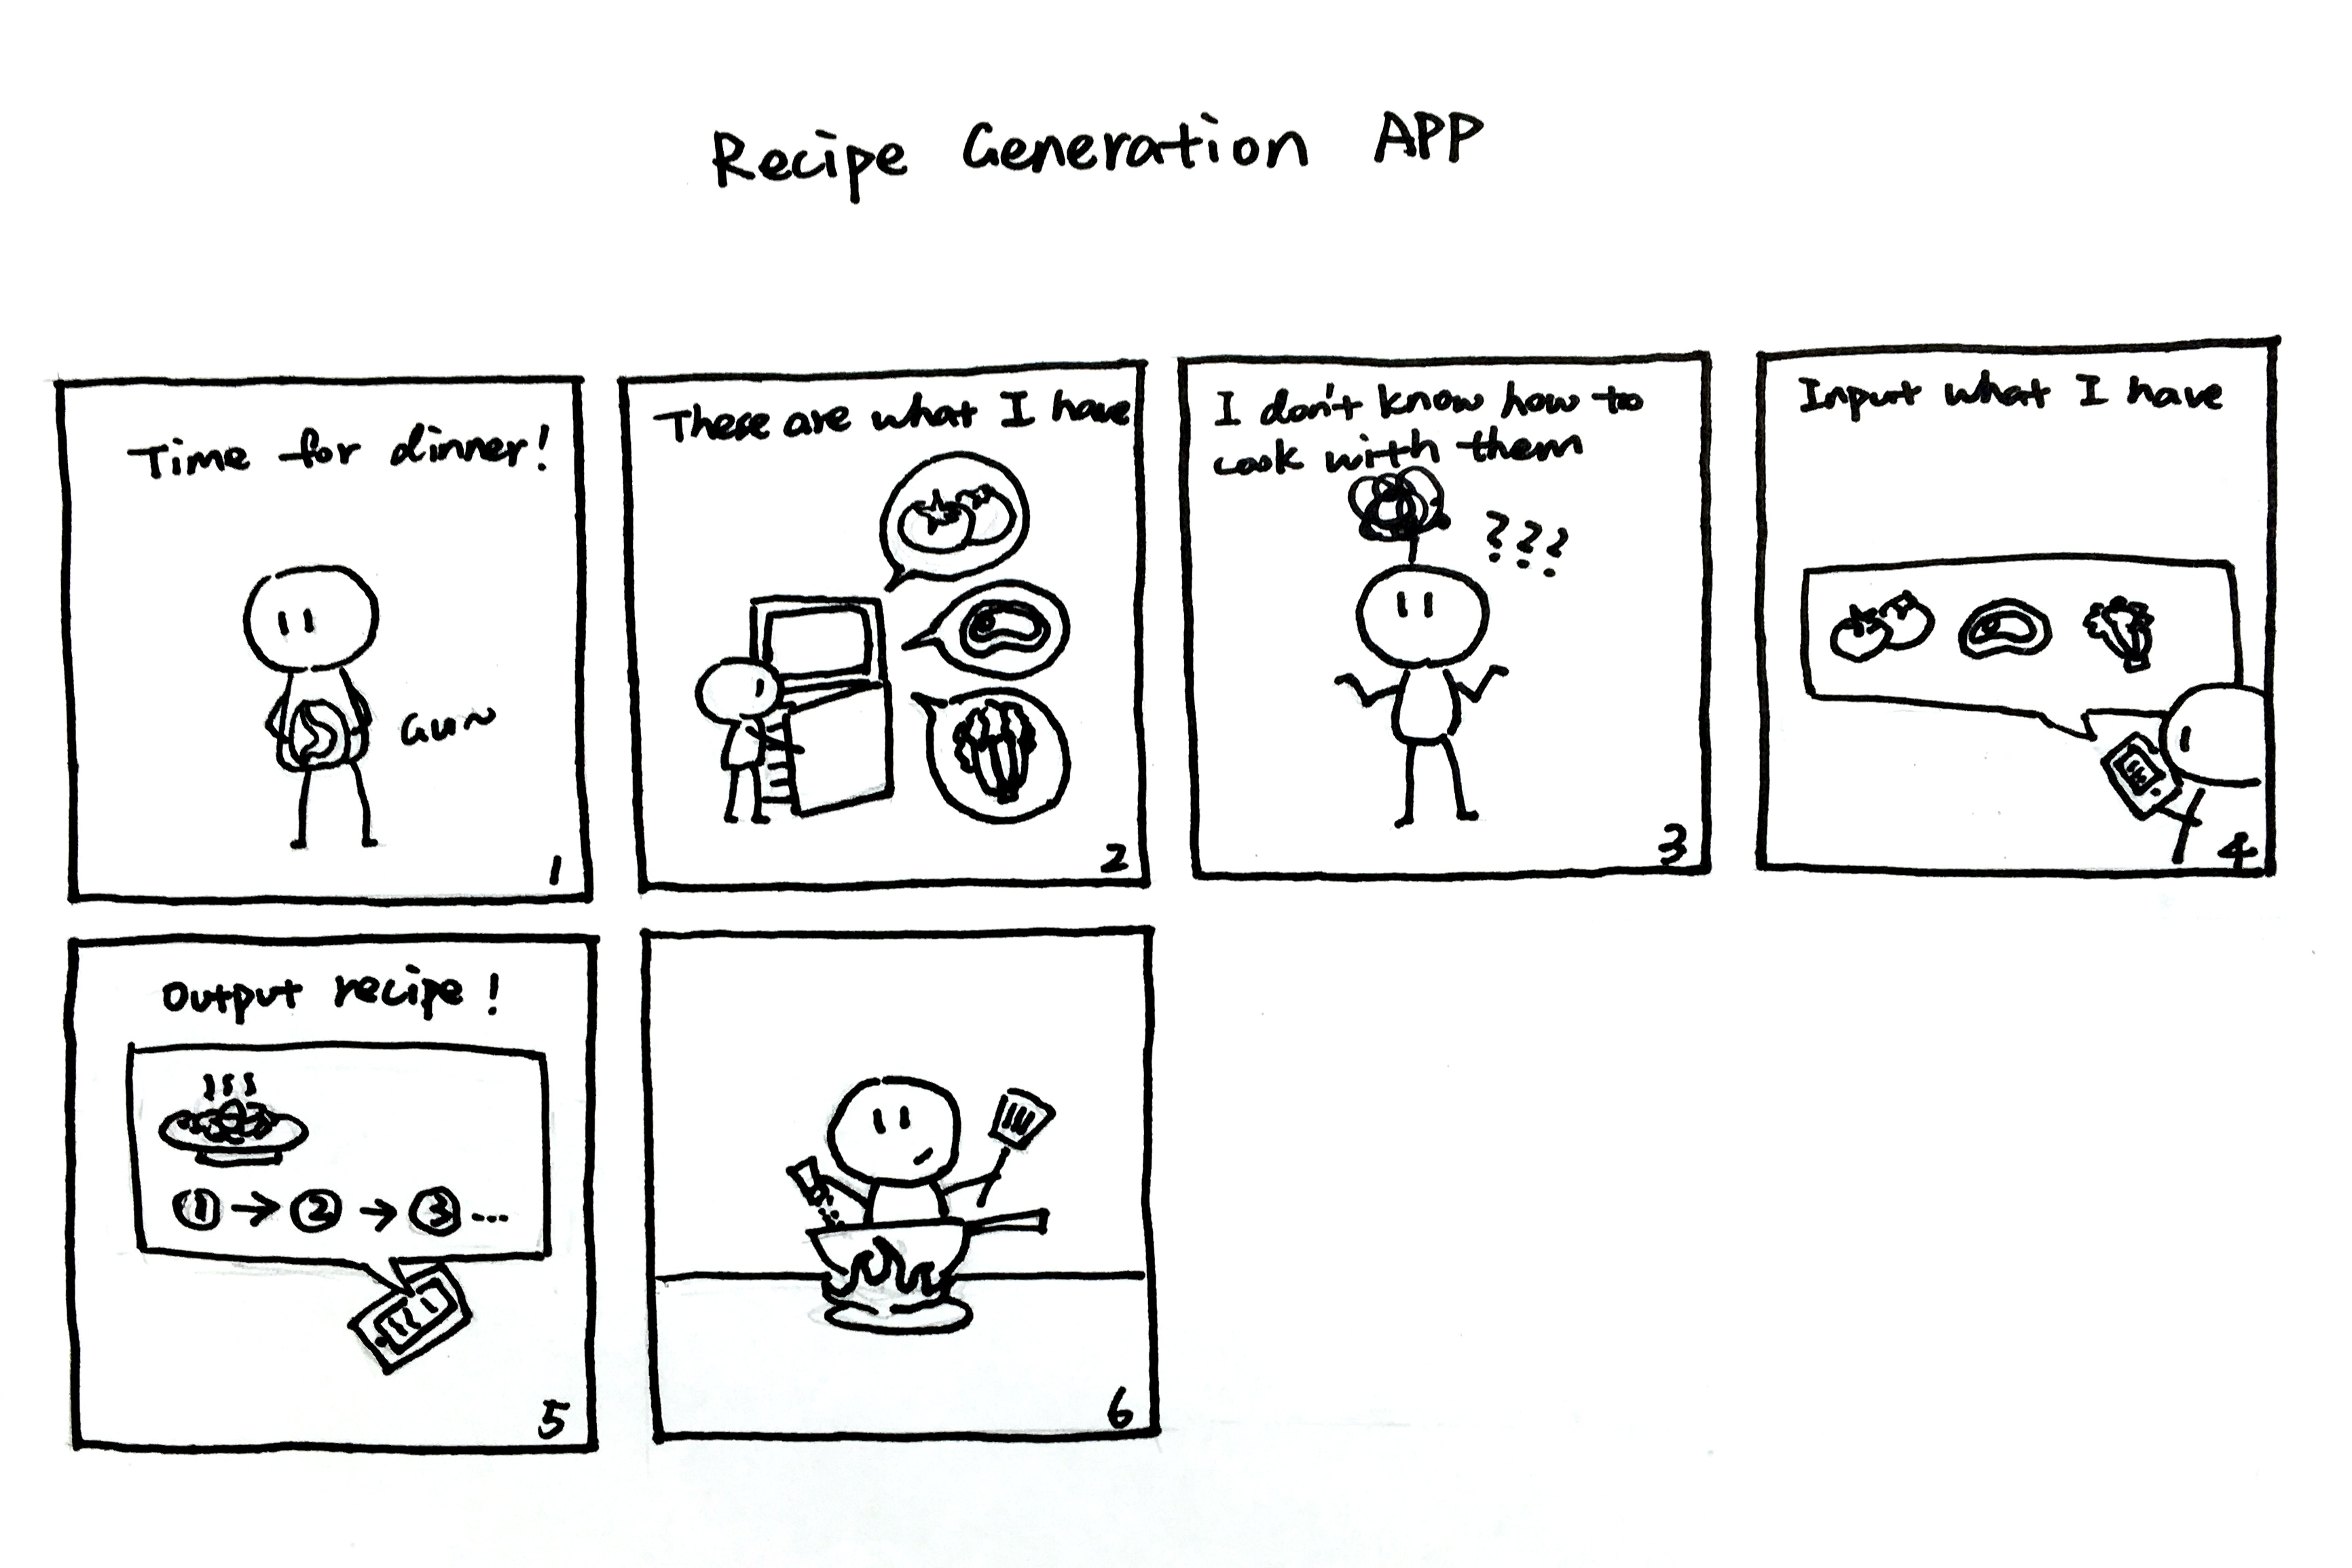 Recipe Generation APP
Time for dinner!
Gu~
1
These are what I have
2
I don't know how to
cook with them
???
3
Input what I have
4
Output recipe!
① → ② → ③ ...
5
6